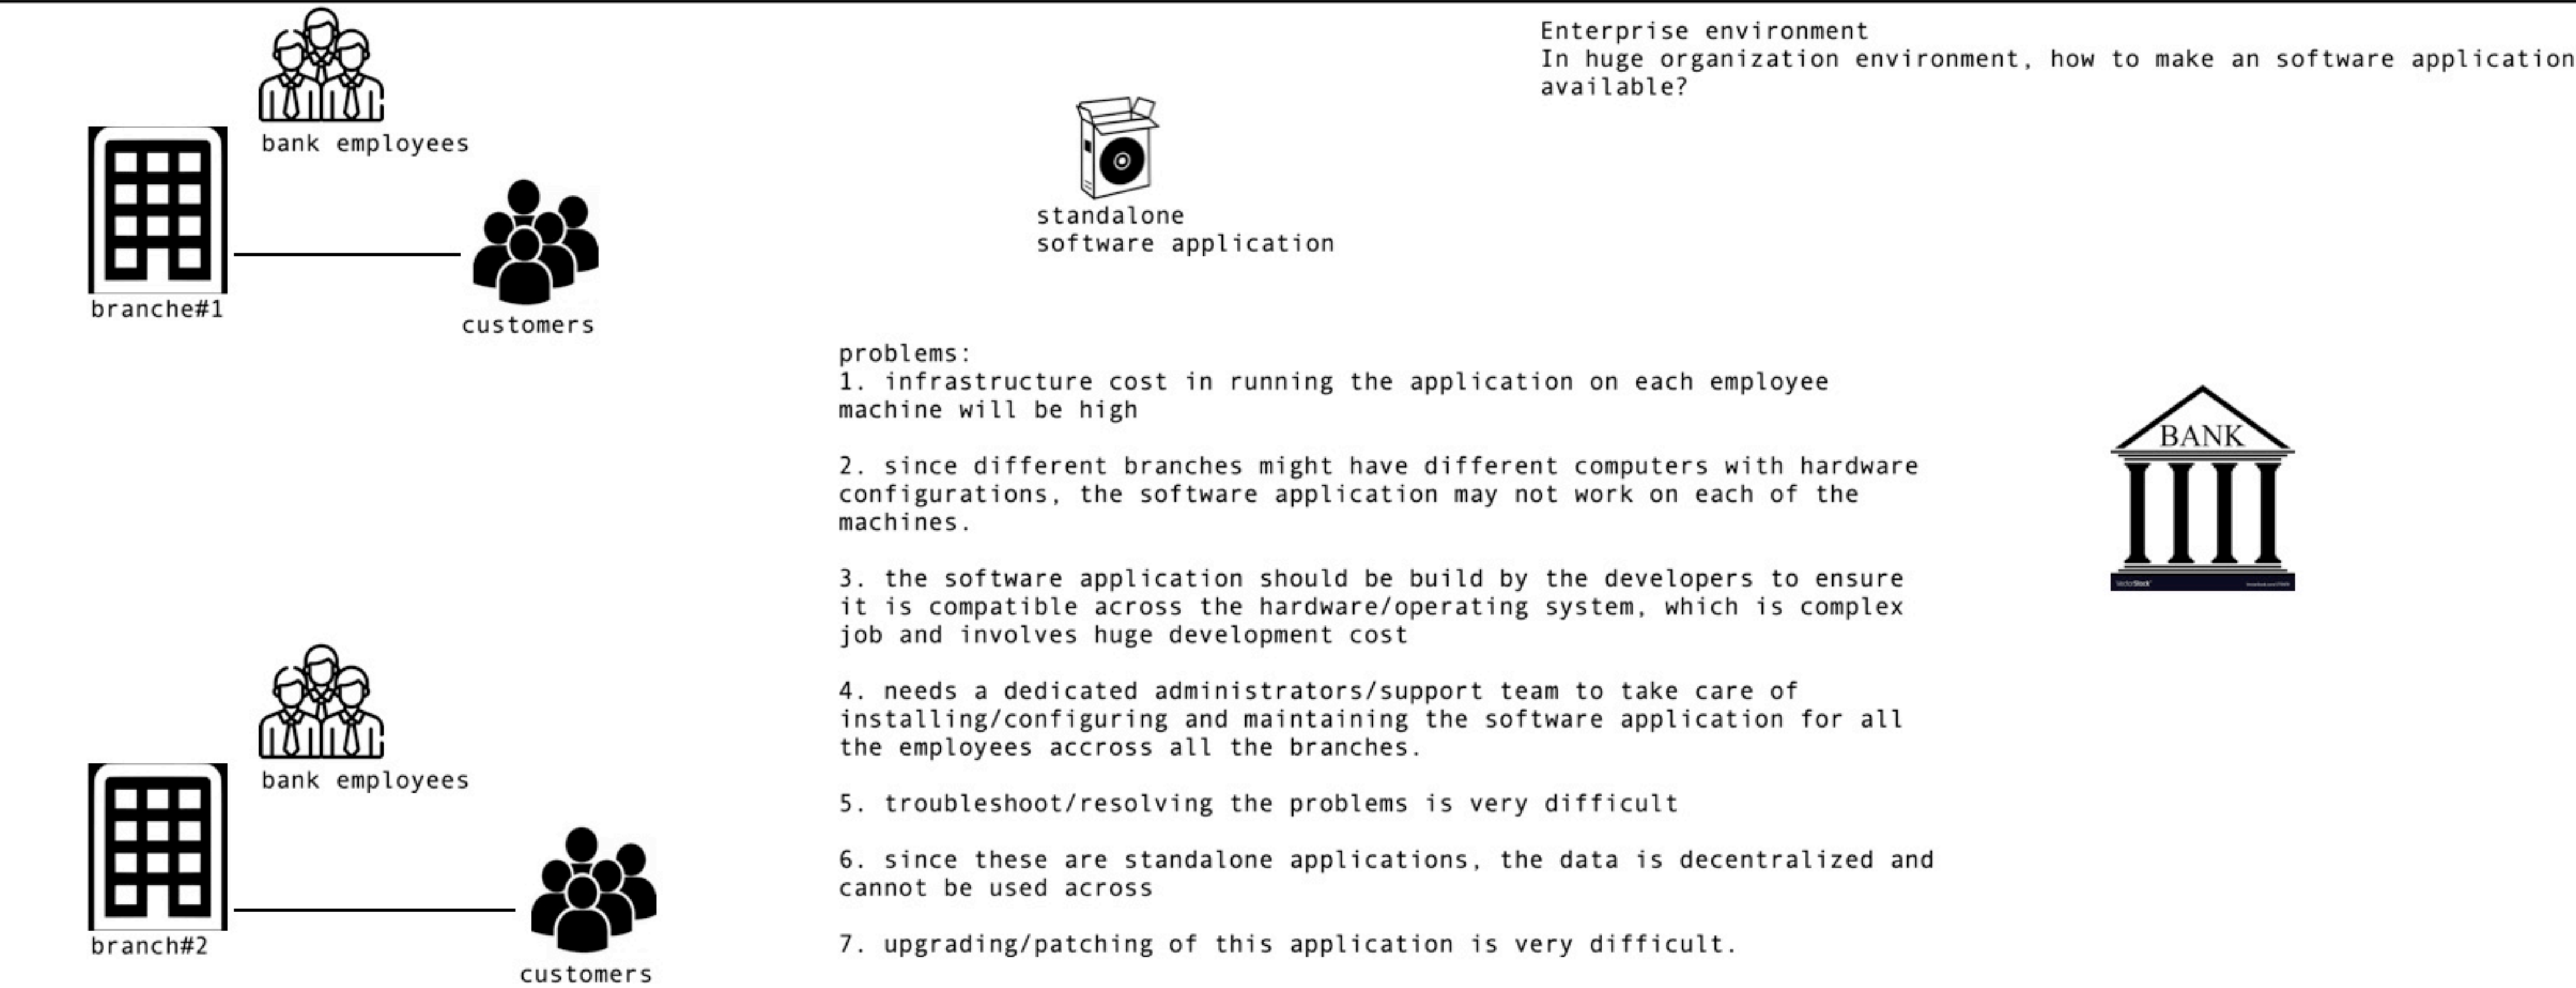 Enterprise environment
In huge organization environment, how to make an software application
available?
bank employees
branche#1
customers
standalone
software application
problems:
1. infrastructure cost in running the application on each employee
machine will be high
2. since different branches might have different computers with hardware
configurations, the software application may not work on each of the
machines.
3. the software application should be build by the developers to ensure
it is compatible across the hardware/operating system, which is complex
job and involves huge development cost
4. needs a dedicated administrators/support team to take care of
installing/configuring and maintaining the software application for all
the employees accross all the branches.
5. troubleshoot/resolving the problems is very difficult
6. since these are standalone applications, the data is decentralized and
cannot be used across
7. upgrading/patching of this application is very difficult.
BANK
VectorStock
bank employees
branch#2
customers